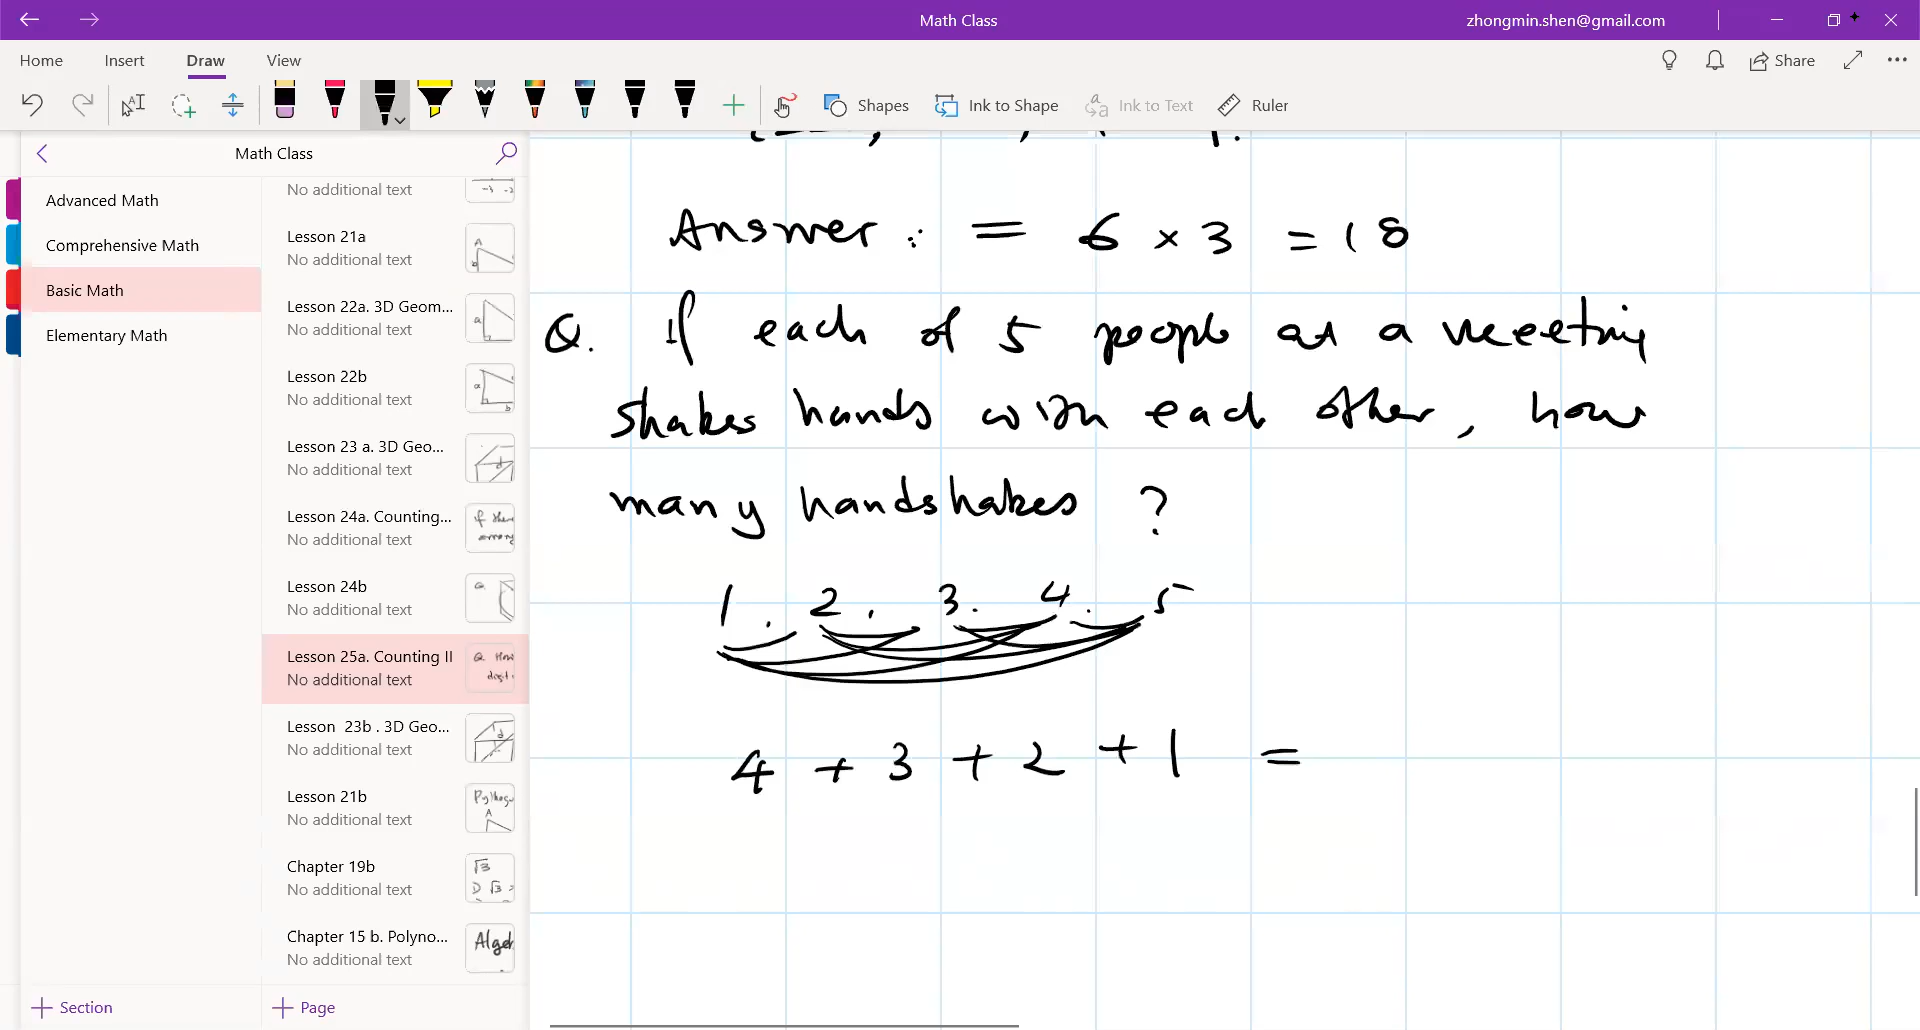 Math Class
zhongmin.shen@gmail.com
Home Insert Draw View
Share
Shapes
Ink to Shape
Ink to Text
Ruler
Math Class
Advanced Math
Comprehensive Math
Basic Math
Elementary Math
No additional text
Lesson 21a
No additional text
Lesson 22a. 3D Geom...
No additional text
Lesson 22b
No additional text
Lesson 23 a. 3D Geo...
No additional text
Lesson 24a. Counting...
No additional text
Lesson 24b
No additional text
Lesson 25a. Counting II
No additional text
Lesson 23b . 3D Geo...
No additional text
Lesson 21b
No additional text
Chapter 19b
No additional text
Chapter 15 b. Polyno...
No additional text
Section
Page
Answer : = 6 × 3 = 18
Q. If each of 5 people at a meeting
shakes hands with each other, how
many handshakes ?
1 . 2 . 3 . 4 . 5
4 + 3 + 2 + 1 =